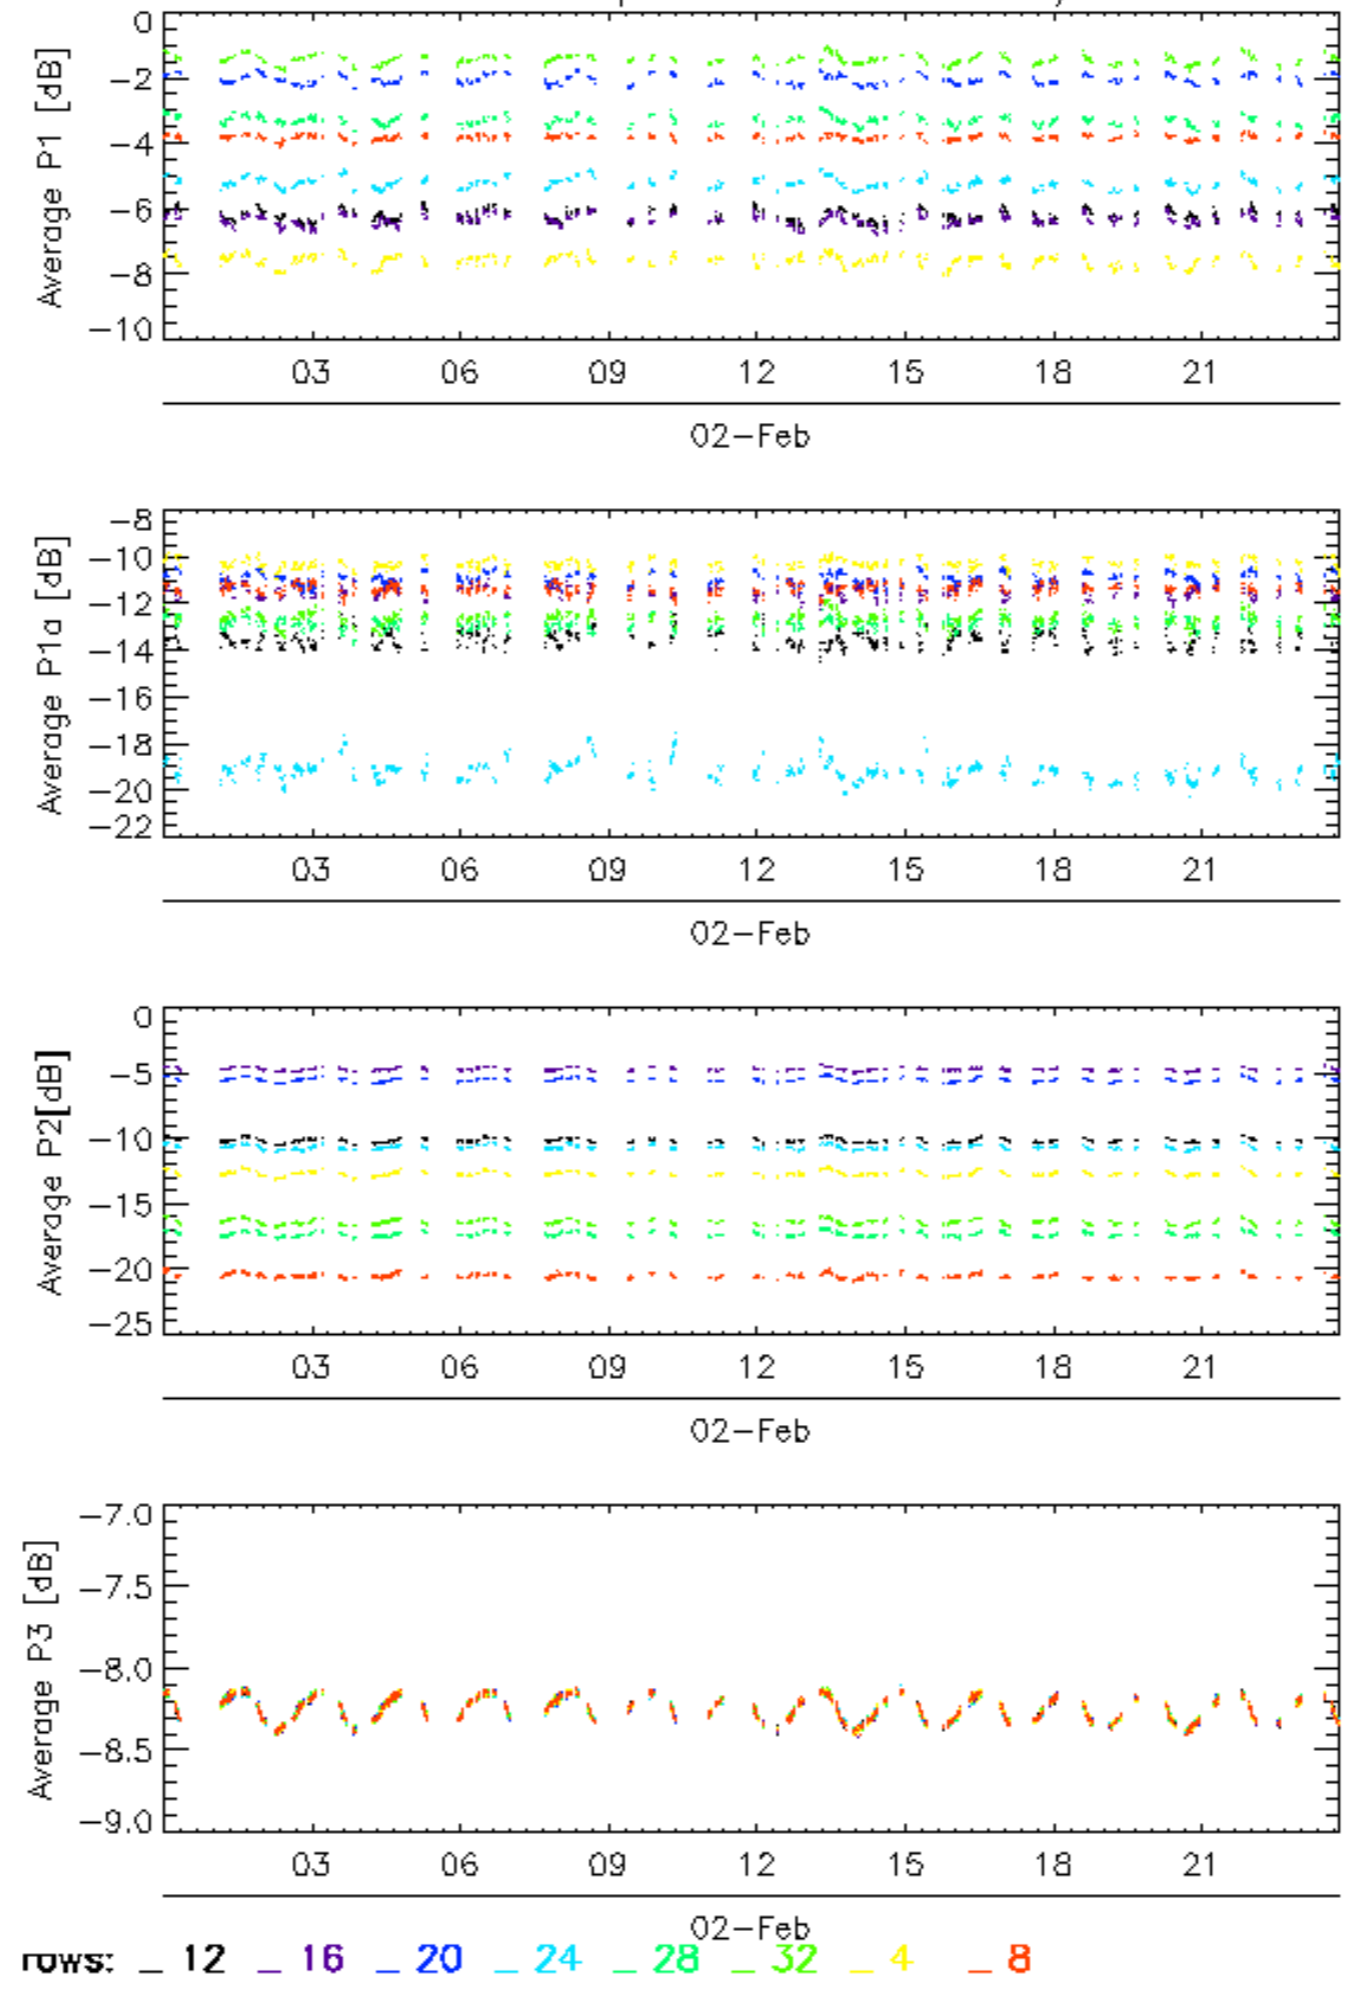 0
−2
−4
−6
−8
−10
Average P1 [dB]
03 06 09 12 15 18 21
02−Feb
−8
−10
−12
−14
−16
−18
−20
−22
Average P1a [dB]
03 06 09 12 15 18 21
02−Feb
0
−5
−10
−15
−20
−25
Average P2[dB]
03 06 09 12 15 18 21
02−Feb
−7.0
−7.5
−8.0
−8.5
−9.0
Average P3 [dB]
03 06 09 12 15 18 21
02−Feb
rows: _ 12 _ 16 _ 20 _ 24 _ 28 _ 32 _ 4 _ 8